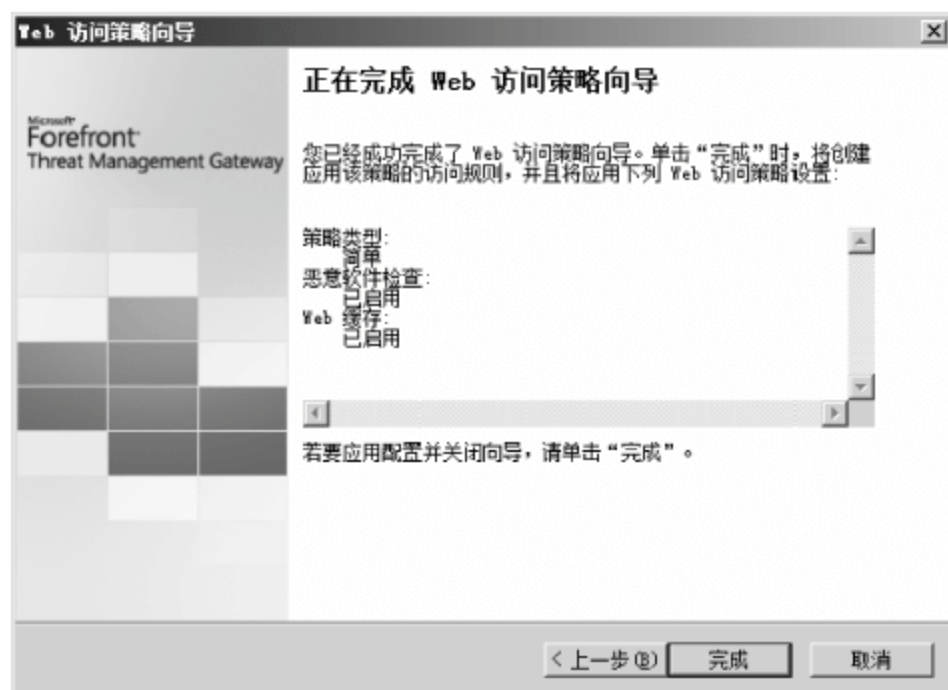 Web 访问策略向导
正在完成 Web 访问策略向导
Microsoft
Forefront
Threat Management Gateway
您已经成功完成了 Web 访问策略向导。单击“完成”时，将创建
应用该策略的访问规则，并且将应用下列 Web 访问策略设置:
策略类型:
简单
恶意软件检查:
已启用
Web 缓存:
已启用
若要应用配置并关闭向导，请单击“完成”。
< 上一步(B)
完成
取消